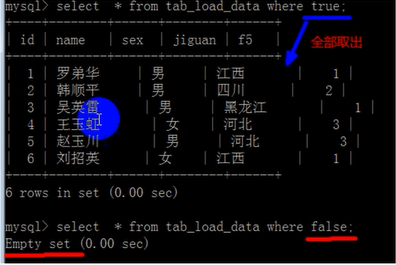 mysql> select * from tab_load_data where true;
| id | name | sex | jiguan | f5 |
全部取出
| 1 | 罗弟华 | 男 | 江西 | 1 |
| 2 | 韩顺平 | 男 | 四川 | 2 |
| 3 | 吴英雷 | 男 | 黑龙江 | 1 |
| 4 | 王玉虹 | 女 | 河北 | 3 |
| 5 | 赵玉川 | 男 | 河北 | 3 |
| 6 | 刘招英 | 女 | 江西 | 1 |
6 rows in set (0.00 sec)
mysql> select * from tab_load_data where false;
Empty set (0.00 sec)